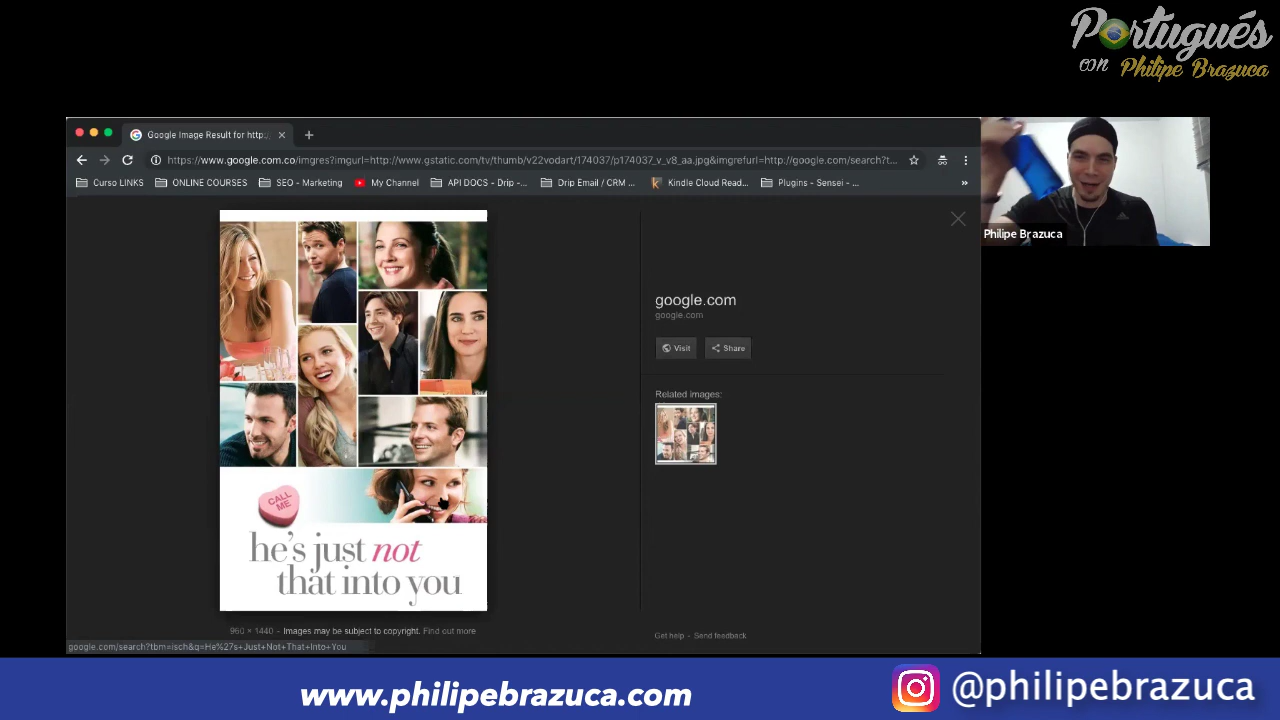 Portugués
con Philipe Brazuca
Google Image Result for http:
https://www.google.com.co/imgres?imgurl=http://www.gstatic.com/tv/thumb/v22vodart/174037/p174037_v_v8_aa.jpg&imgrefurl=http://google.com/search?t...
Curso LINKS
ONLINE COURSES
SEO - Marketing
My Channel
API DOCS - Drip -...
Drip Email / CRM ...
Kindle Cloud Read...
Plugins - Sensei - ...
»
Philipe Brazuca
google.com
google.com
Visit
Share
Related images:
CALL
ME
he's just not
that into you
960 × 1440 - Images may be subject to copyright. Find out more
Get help - Send feedback
google.com/search?tbm=isch&q=He%27s+Just+Not+That+Into+You
www.philipebrazuca.com
@philipebrazuca